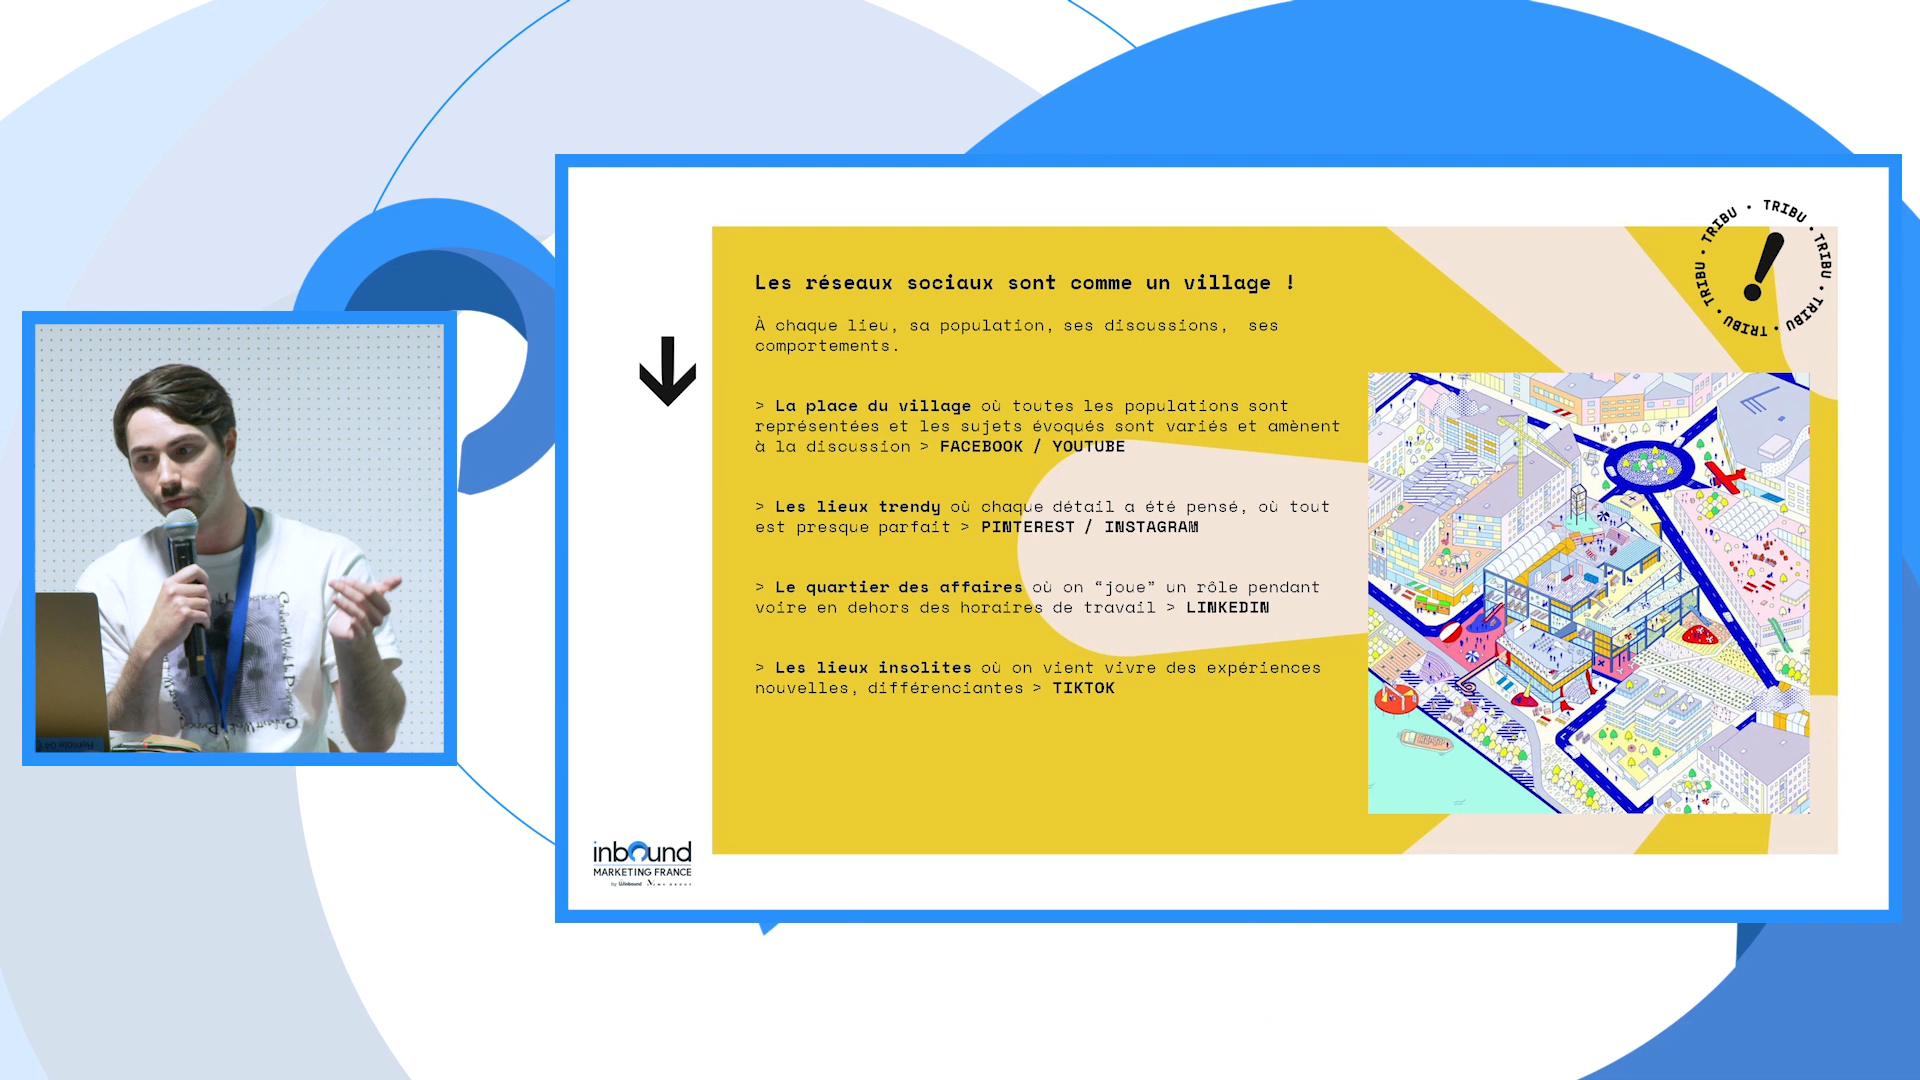 Les réseaux sociaux sont comme un village !
À chaque lieu, sa population, ses discussions, ses
comportements.
> La place du village où toutes les populations sont
représentées et les sujets évoqués sont variés et amènent
à la discussion > FACEBOOK / YOUTUBE
> Les lieux trendy où chaque détail a été pensé, où tout
est presque parfait > PINTEREST / INSTAGRAM
> Le quartier des affaires où on “joue” un rôle pendant
voire en dehors des horaires de travail > LINKEDIN
> Les lieux insolites où on vient vivre des expériences
nouvelles, différenciantes > TIKTOK
TRIBU • TRIBU • TRIBU • TRIBU • TRIBU • TRIBU • TRIBU •
inbound
MARKETING FRANCE
by Winbound